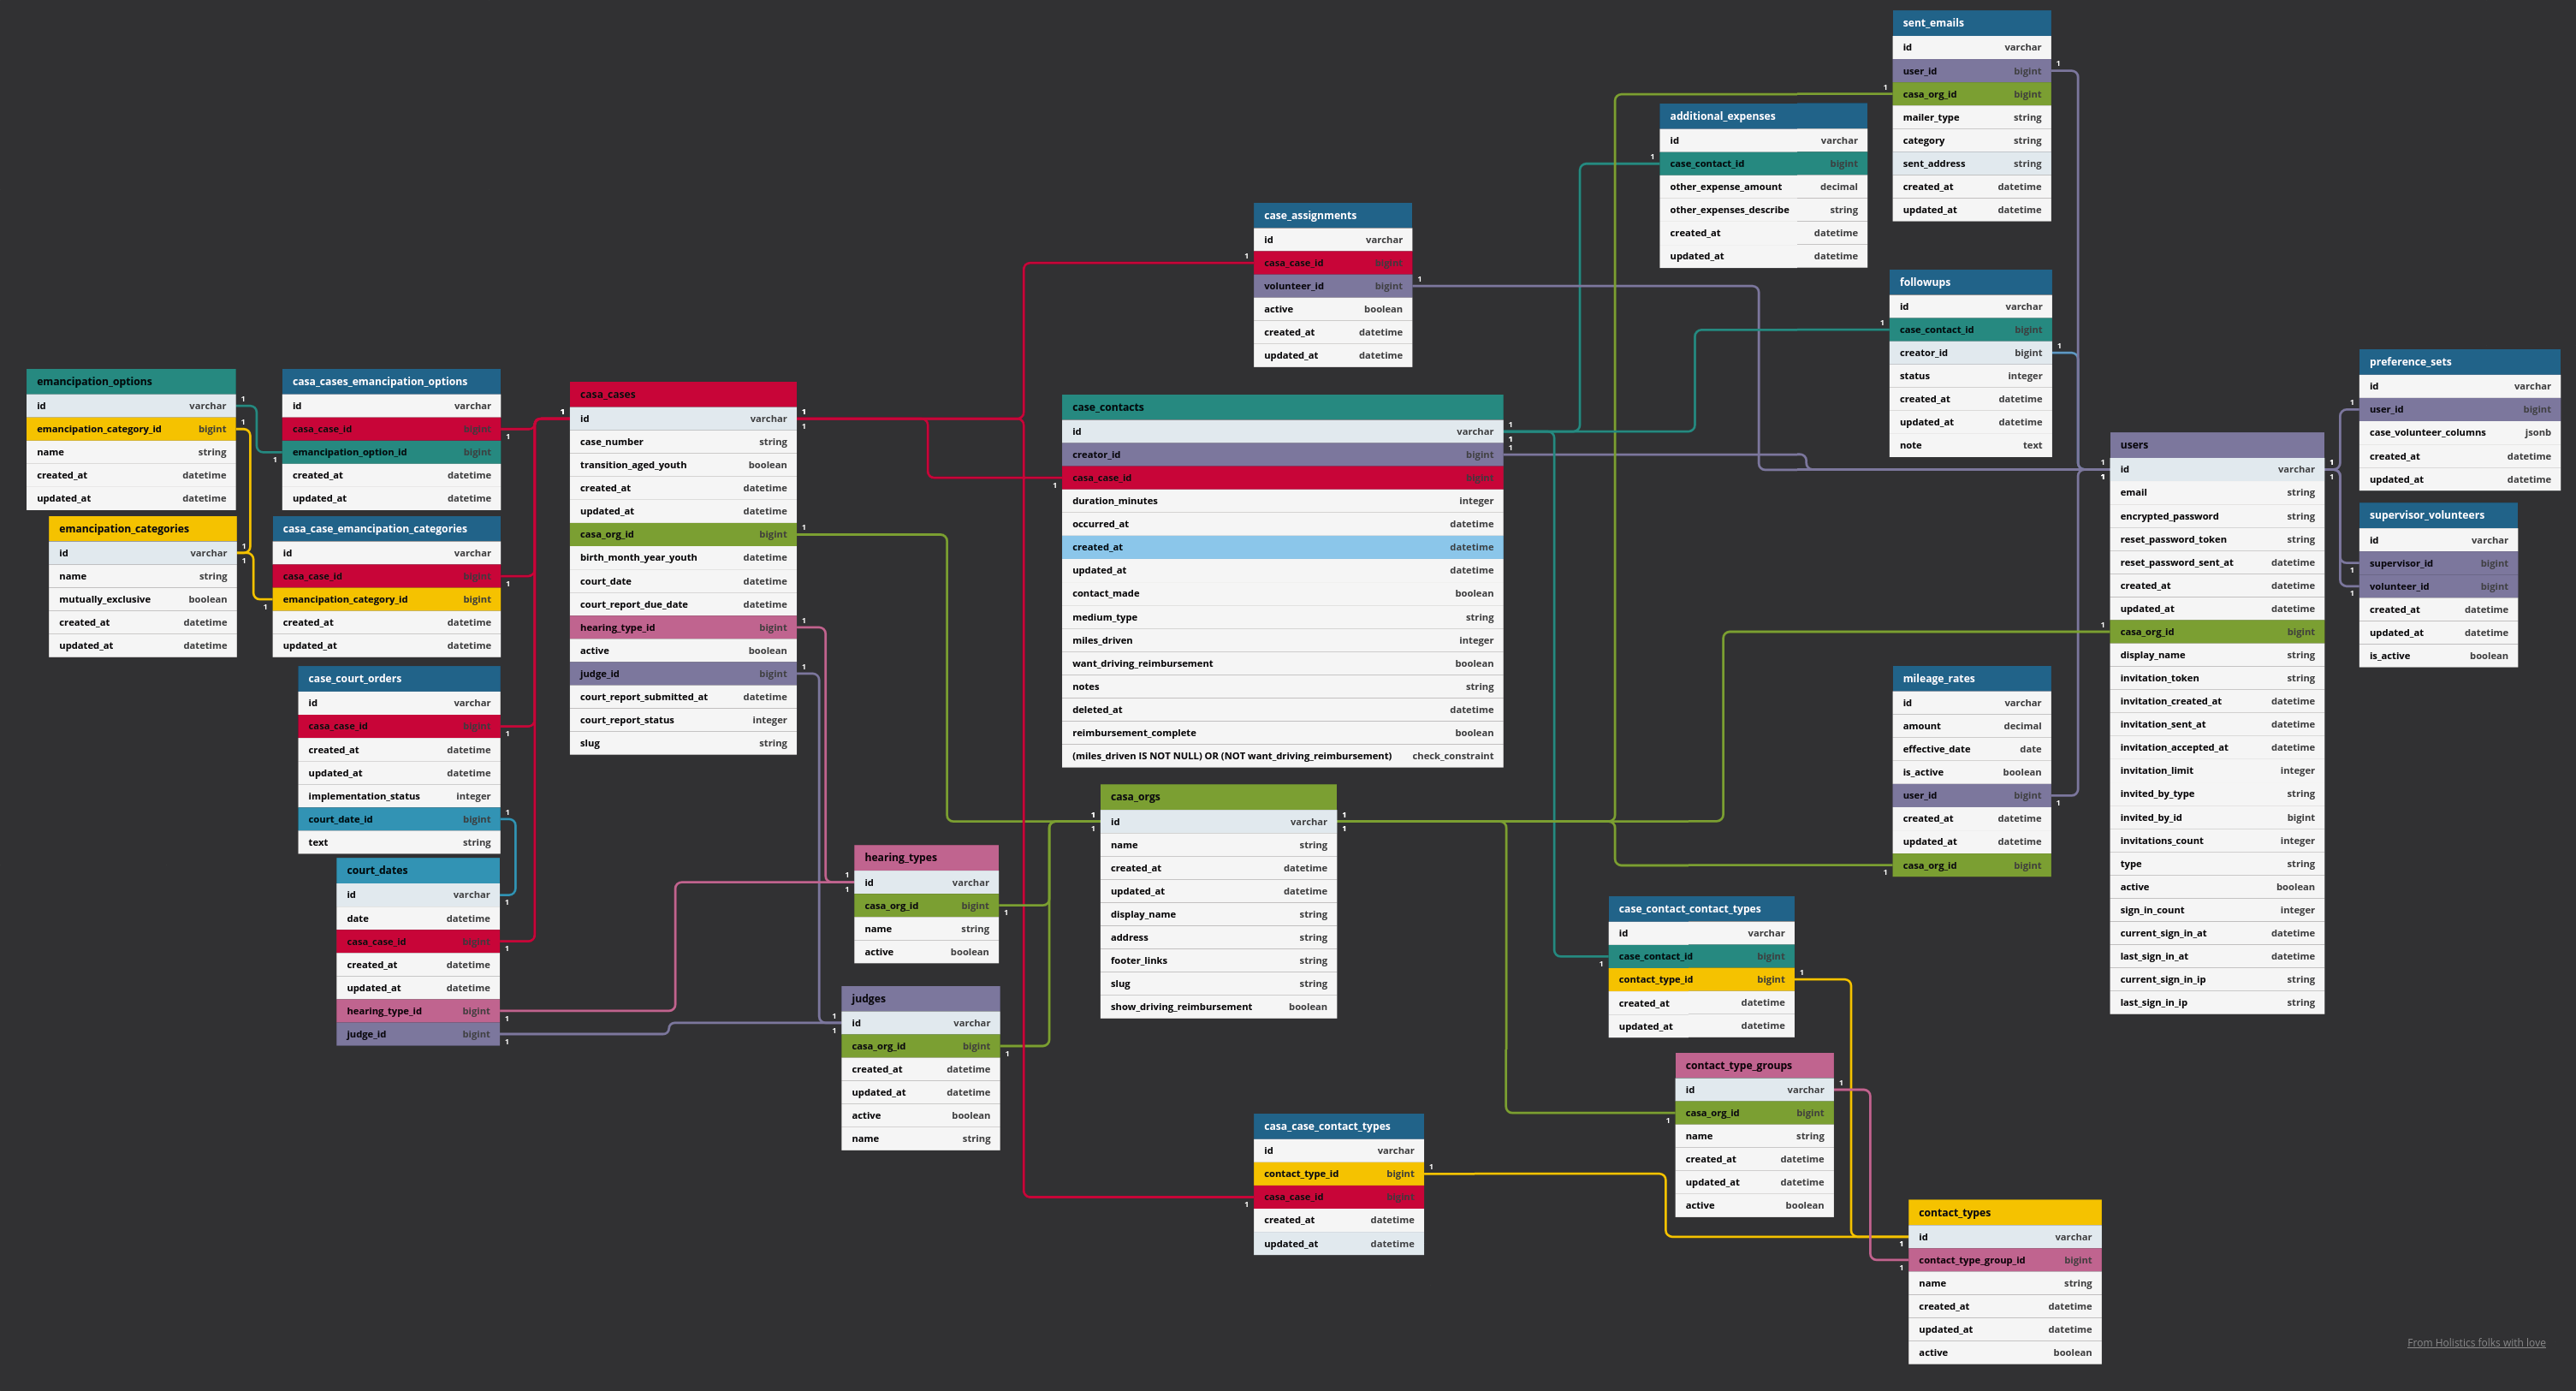 sent_emails
id varchar
user_id bigint
casa_org_id bigint
mailer_type string
category string
sent_address string
created_at datetime
updated_at datetime
additional_expenses
id varchar
case_contact_id bigint
other_expense_amount decimal
other_expenses_describe string
created_at datetime
updated_at datetime
case_assignments
id varchar
casa_case_id bigint
volunteer_id bigint
active boolean
created_at datetime
updated_at datetime
followups
id varchar
case_contact_id bigint
creator_id bigint
status integer
created_at datetime
updated_at datetime
note text
preference_sets
id varchar
user_id bigint
case_volunteer_columns jsonb
created_at datetime
updated_at datetime
emancipation_options
id varchar
emancipation_category_id bigint
name string
created_at datetime
updated_at datetime
casa_cases_emancipation_options
id varchar
casa_case_id bigint
emancipation_option_id bigint
created_at datetime
updated_at datetime
casa_cases
id varchar
case_number string
transition_aged_youth boolean
created_at datetime
updated_at datetime
casa_org_id bigint
birth_month_year_youth datetime
court_date datetime
court_report_due_date datetime
hearing_type_id bigint
active boolean
judge_id bigint
court_report_submitted_at datetime
court_report_status integer
slug string
case_contacts
id varchar
creator_id bigint
casa_case_id bigint
duration_minutes integer
occurred_at datetime
created_at datetime
updated_at datetime
contact_made boolean
medium_type string
miles_driven integer
want_driving_reimbursement boolean
notes string
deleted_at datetime
reimbursement_complete boolean
(miles_driven IS NOT NULL) OR (NOT want_driving_reimbursement) check_constraint
users
id varchar
email string
encrypted_password string
reset_password_token string
reset_password_sent_at datetime
created_at datetime
updated_at datetime
casa_org_id bigint
display_name string
invitation_token string
invitation_created_at datetime
invitation_sent_at datetime
invitation_accepted_at datetime
invitation_limit integer
invited_by_type string
invited_by_id bigint
invitations_count integer
type string
active boolean
sign_in_count integer
current_sign_in_at datetime
last_sign_in_at datetime
current_sign_in_ip string
last_sign_in_ip string
supervisor_volunteers
id varchar
supervisor_id bigint
volunteer_id bigint
created_at datetime
updated_at datetime
is_active boolean
emancipation_categories
id varchar
name string
mutually_exclusive boolean
created_at datetime
updated_at datetime
casa_case_emancipation_categories
id varchar
casa_case_id bigint
emancipation_category_id bigint
created_at datetime
updated_at datetime
case_court_orders
id varchar
casa_case_id bigint
created_at datetime
updated_at datetime
implementation_status integer
court_date_id bigint
text string
court_dates
id varchar
date datetime
casa_case_id bigint
created_at datetime
updated_at datetime
hearing_type_id bigint
judge_id bigint
hearing_types
id varchar
casa_org_id bigint
name string
active boolean
judges
id varchar
casa_org_id bigint
created_at datetime
updated_at datetime
active boolean
name string
casa_orgs
id varchar
name string
created_at datetime
updated_at datetime
display_name string
address string
footer_links string
slug string
show_driving_reimbursement boolean
mileage_rates
id varchar
amount decimal
effective_date date
is_active boolean
user_id bigint
created_at datetime
updated_at datetime
casa_org_id bigint
case_contact_contact_types
id varchar
case_contact_id bigint
contact_type_id bigint
created_at datetime
updated_at datetime
contact_type_groups
id varchar
casa_org_id bigint
name string
created_at datetime
updated_at datetime
active boolean
casa_case_contact_types
id varchar
contact_type_id bigint
casa_case_id bigint
created_at datetime
updated_at datetime
contact_types
id varchar
contact_type_group_id bigint
name string
created_at datetime
updated_at datetime
active boolean
From Holistics folks with love